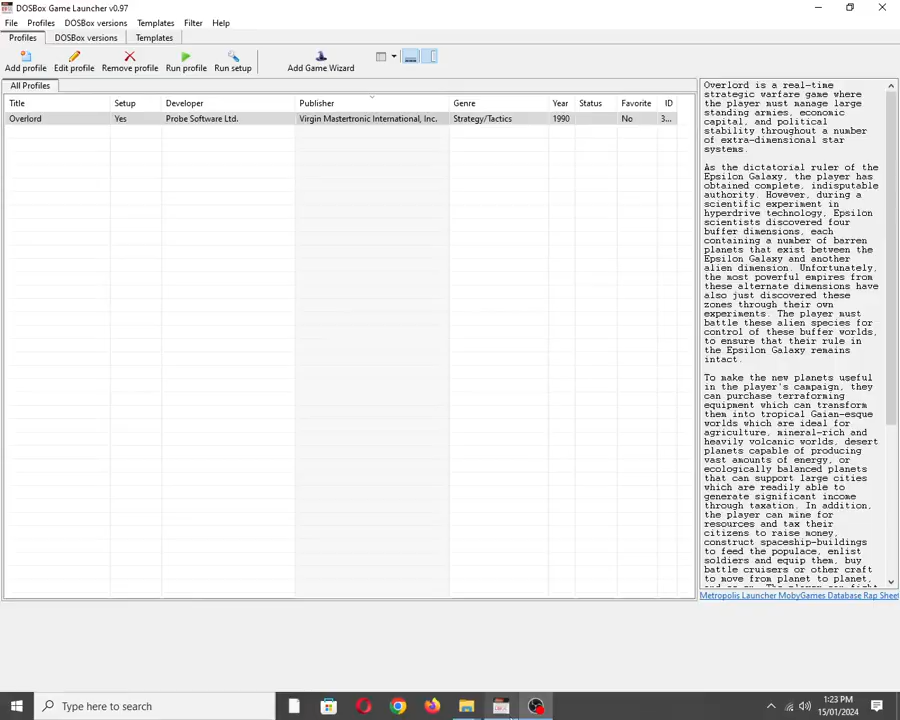 DOSBox Game Launcher v0.97
File Profiles DOSBox versions Templates Filter Help
Profiles DOSBox versions Templates
Add profile Edit profile Remove profile Run profile Run setup Add Game Wizard
All Profiles
Title Setup Developer Publisher Genre Year Status Favorite ID
Overlord Yes Probe Software Ltd. Virgin Mastertronic International, Inc. Strategy/Tactics 1990 No 3...
Overlord is a real-time
strategic warfare game where
the player must manage large
standing armies, economic
capital, and political
stability throughout a number
of extra-dimensional star
systems.
As the dictatorial ruler of the
Epsilon Galaxy, the player has
obtained complete, indisputable
authority. However, during a
scientific experiment in
hyperdrive technology, Epsilon
scientists discovered four
buffer dimensions, each
containing a number of barren
planets that exist between the
Epsilon Galaxy and another
alien dimension. Unfortunately,
the most powerful empires from
these alternate dimensions have
also just discovered these
zones through their own
experiments. The player must
battle these alien species for
control of these buffer worlds,
to ensure that their rule in
the Epsilon Galaxy remains
intact.
To make the new planets useful
in the player's campaign, they
can purchase terraforming
equipment which can transform
them into tropical Gaian-esque
worlds which are ideal for
agriculture, mineral-rich and
heavily volcanic worlds, desert
planets capable of producing
vast amounts of energy, or
ecologically balanced planets
that can support large cities
which are readily able to
generate significant income
through taxation. In addition,
the player can mine for
resources and tax their
citizens to raise money,
construct spaceship-buildings
to feed the populace, enlist
soldiers and equip them, buy
battle cruisers or other craft
to move from planet to planet,
Metropolis Launcher MobyGames Database Rap Sheet
Type here to search
1:23 PM
15/01/2024